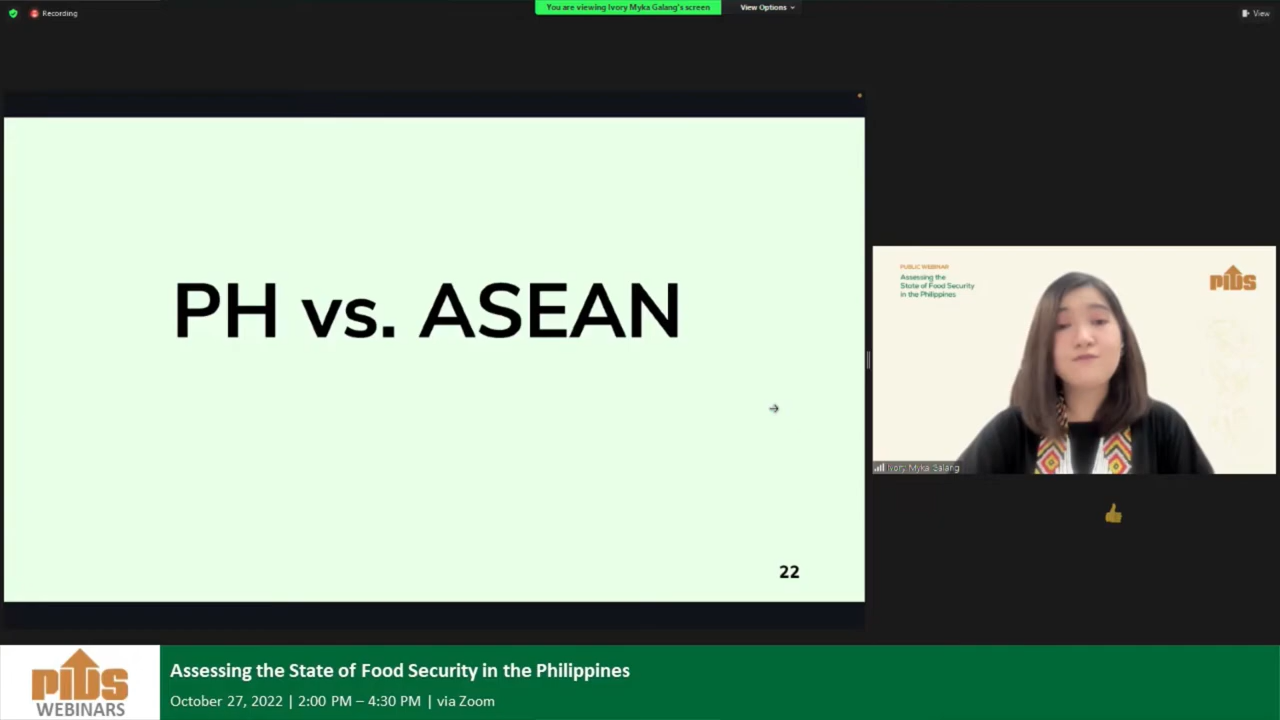 Recording
You are viewing Ivory Myka Galang's screen
View Options
View
PH vs. ASEAN
22
PUBLIC WEBINAR
Assessing the
State of Food Security
in the Philippines
PIDS
Ivory Myka Galang
PIDS
WEBINARS
Assessing the State of Food Security in the Philippines
October 27, 2022 | 2:00 PM – 4:30 PM | via Zoom